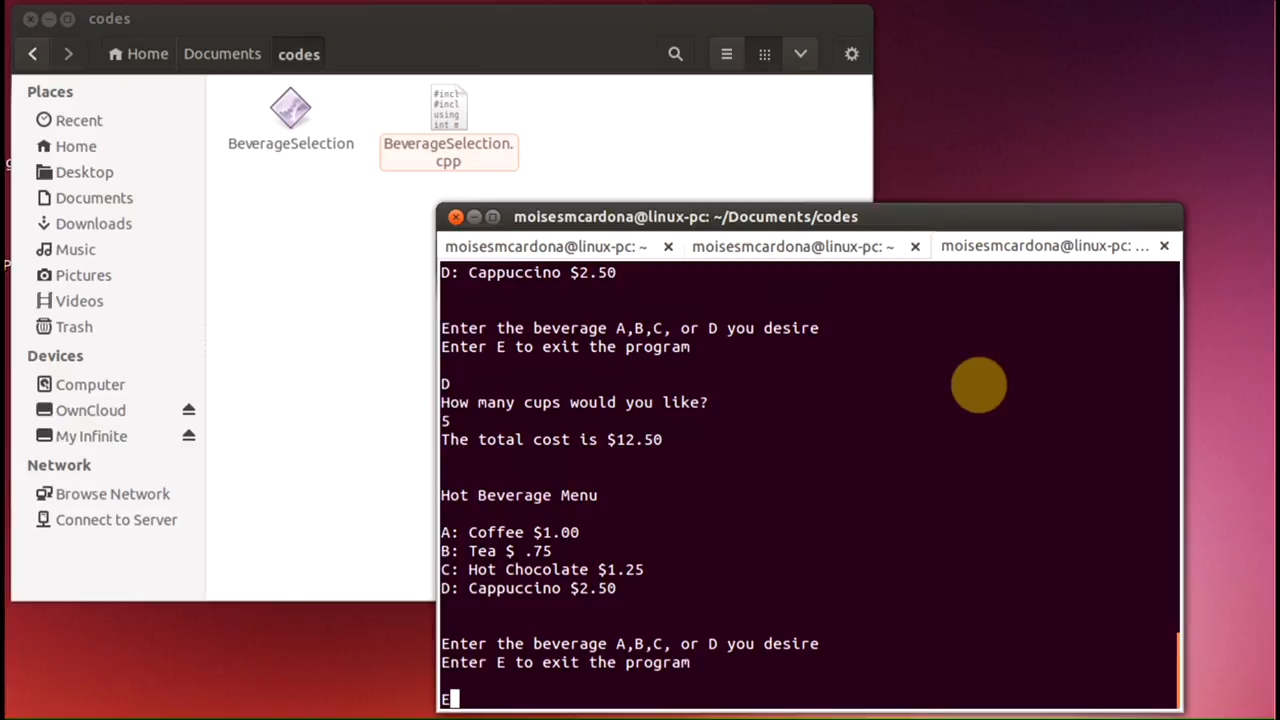 codes
Home
Documents
codes
Places
Recent
Home
Desktop
Documents
Downloads
Music
Pictures
Videos
Trash
Devices
Computer
OwnCloud
My Infinite
Network
Browse Network
Connect to Server
BeverageSelection
#incl
#incl
using
int m
BeverageSelection.
cpp
moisesmcardona@linux-pc: ~/Documents/codes
moisesmcardona@linux-pc: ~
moisesmcardona@linux-pc: ~
moisesmcardona@linux-pc: ...
D: Cappuccino $2.50
Enter the beverage A,B,C, or D you desire
Enter E to exit the program
D
How many cups would you like?
5
The total cost is $12.50
Hot Beverage Menu
A: Coffee $1.00
B: Tea $ .75
C: Hot Chocolate $1.25
D: Cappuccino $2.50
Enter the beverage A,B,C, or D you desire
Enter E to exit the program
E